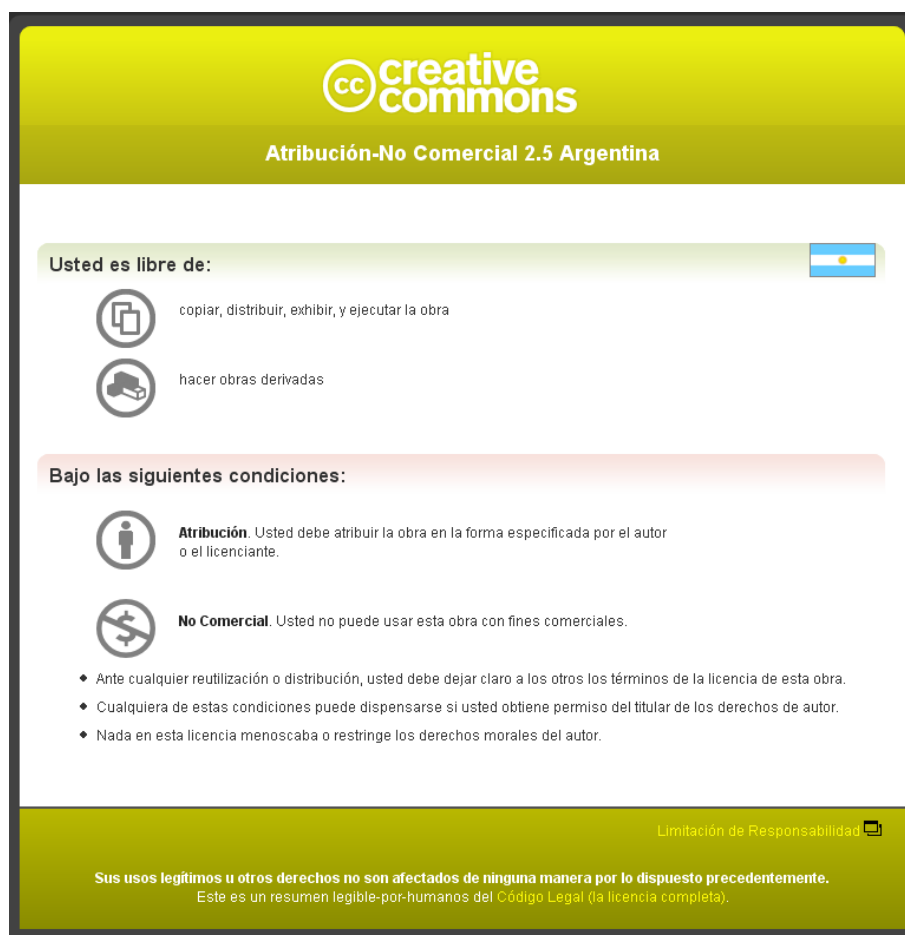 cc creative
commons
Atribución-No Comercial 2.5 Argentina
Usted es libre de:
copiar, distribuir, exhibir, y ejecutar la obra
hacer obras derivadas
Bajo las siguientes condiciones:
Atribución. Usted debe atribuir la obra en la forma especificada por el autor
o el licenciante.
$
No Comercial. Usted no puede usar esta obra con fines comerciales.
Ante cualquier reutilización o distribución, usted debe dejar claro a los otros los términos de la licencia de esta obra.
Cualquiera de estas condiciones puede dispensarse si usted obtiene permiso del titular de los derechos de autor.
Nada en esta licencia menoscaba o restringe los derechos morales del autor.
Limitación de Responsabilidad
Sus usos legítimos u otros derechos no son afectados de ninguna manera por lo dispuesto precedentemente.
Este es un resumen legible-por-humanos del Código Legal (la licencia completa).